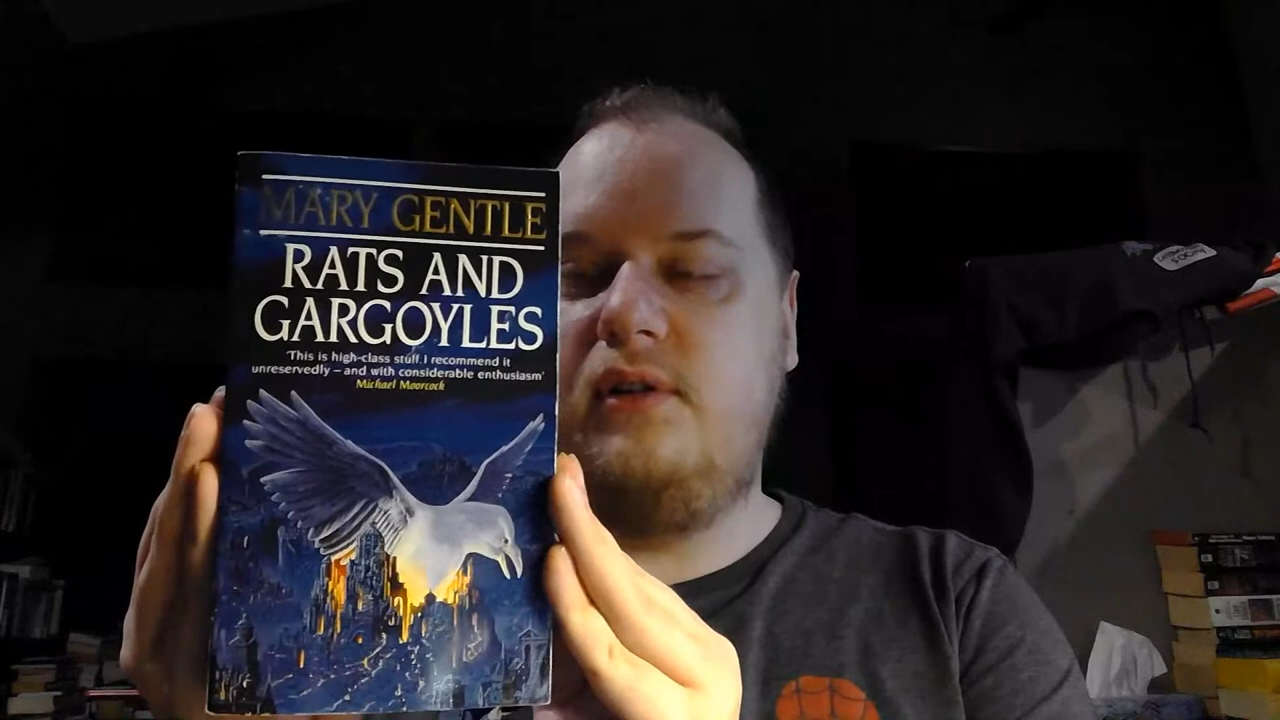 MARY GENTLE
RATS AND
GARGOYLES
'This is high-class stuff. I recommend it
unreservedly – and with considerable enthusiasm'
Michael Moorcock